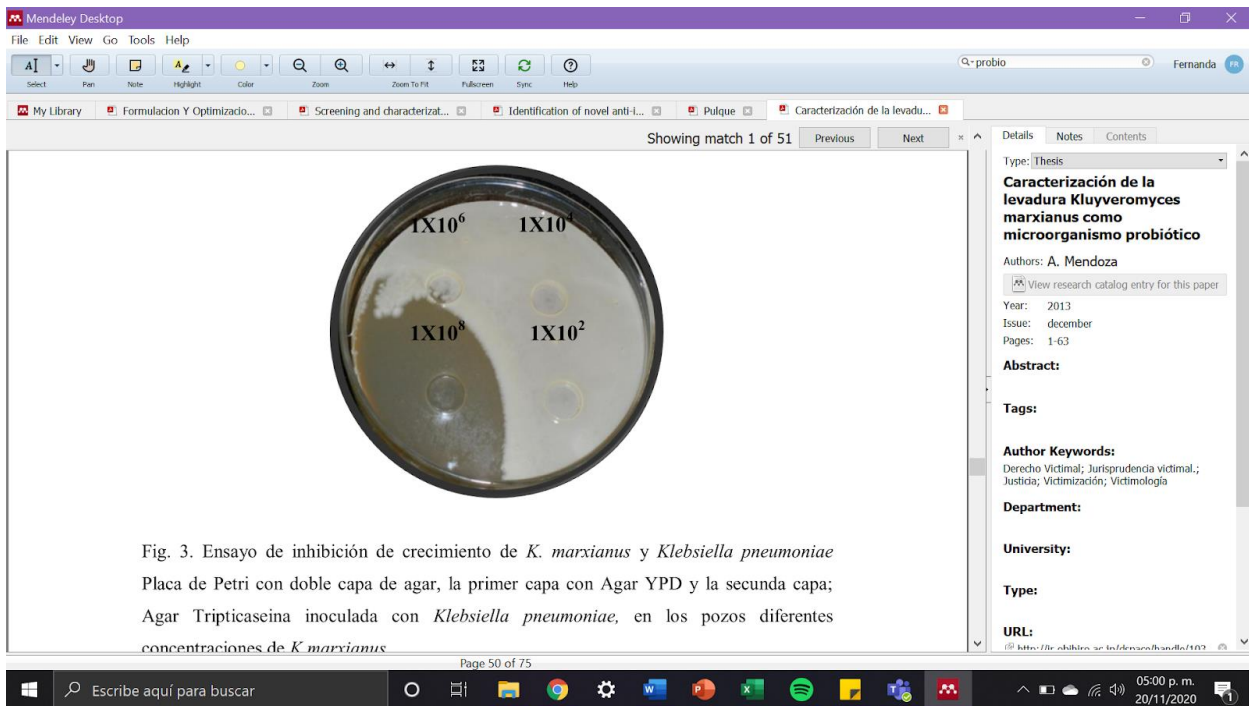 Mendeley Desktop
File Edit View Go Tools Help
Select Pan Note Highlight Color Zoom Zoom To Fit Fullscreen Sync Help
probio
Fernanda FR
My Library Formulacion Y Optimizacio... Screening and characterizat... Identification of novel anti-i... Pulque Caracterización de la levadu...
Showing match 1 of 51 Previous Next
Details Notes Contents
1X10⁶ 1X10⁴
1X10⁸ 1X10²
Fig. 3. Ensayo de inhibición de crecimiento de K. marxianus y Klebsiella pneumoniae
Placa de Petri con doble capa de agar, la primer capa con Agar YPD y la secunda capa;
Agar Tripticaseina inoculada con Klebsiella pneumoniae, en los pozos diferentes
concentraciones de K marxianus
Type: Thesis
Caracterización de la
levadura Kluyveromyces
marxianus como
microorganismo probiótico
Authors: A. Mendoza
View research catalog entry for this paper
Year: 2013
Issue: december
Pages: 1-63
Abstract:
Tags:
Author Keywords:
Derecho Victimal; Jurisprudencia victimal.;
Justicia; Victimización; Victimología
Department:
University:
Type:
URL:
Page 50 of 75
Escribe aquí para buscar
05:00 p. m.
20/11/2020
1